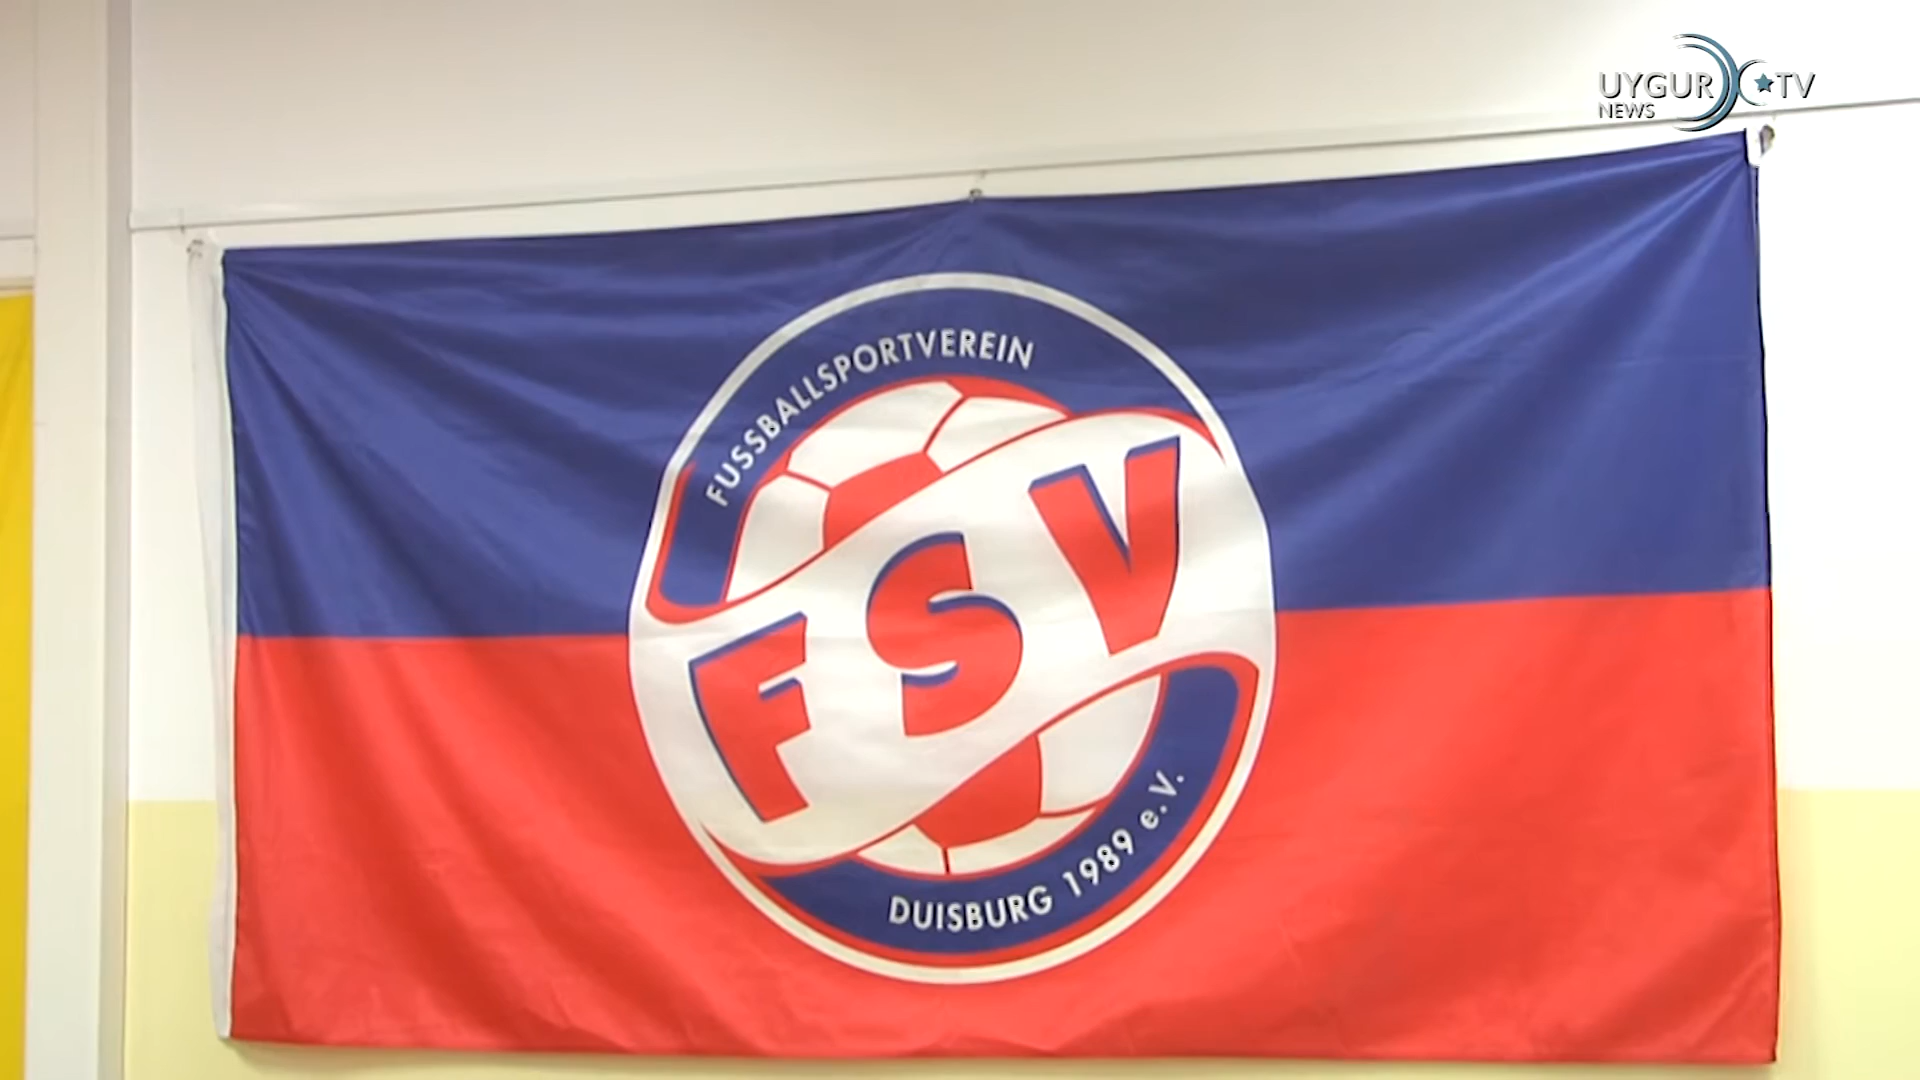 UYGUR TV
NEWS
FUSSBALLSPORTVEREIN
FSV
DUISBURG 1989 e.V.